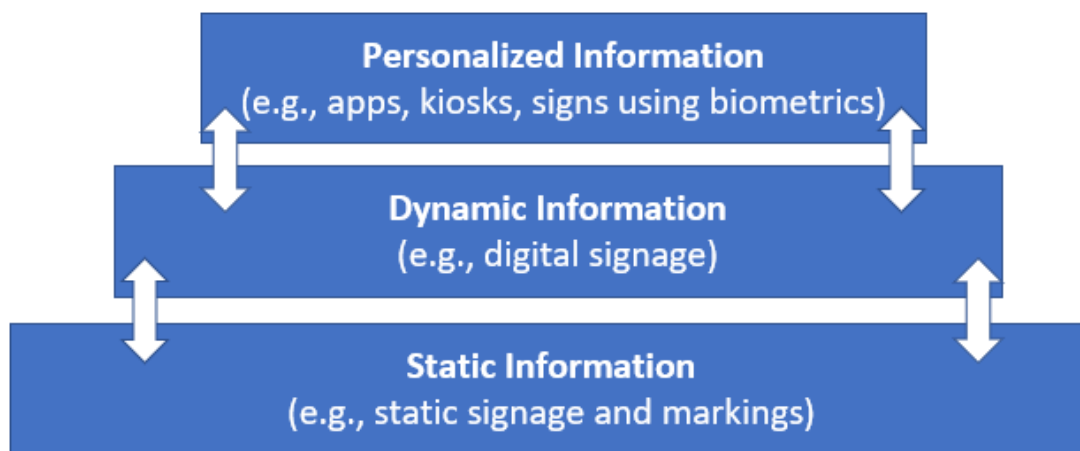 Personalized Information
(e.g., apps, kiosks, signs using biometrics)
Dynamic Information
(e.g., digital signage)
Static Information
(e.g., static signage and markings)